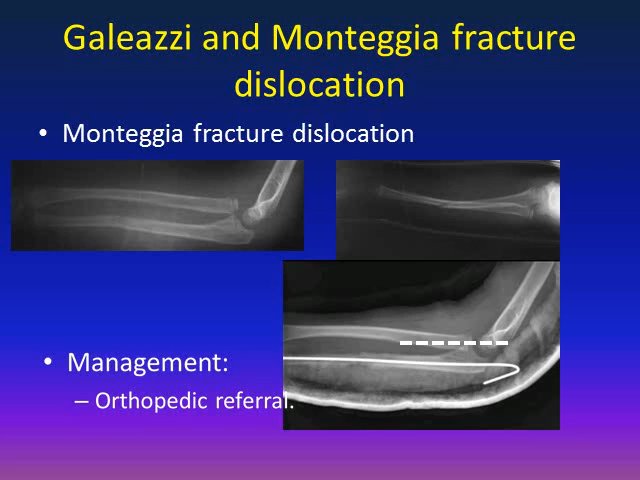 Galeazzi and Monteggia fracture
dislocation
• Monteggia fracture dislocation
• Management:
– Orthopedic referral.